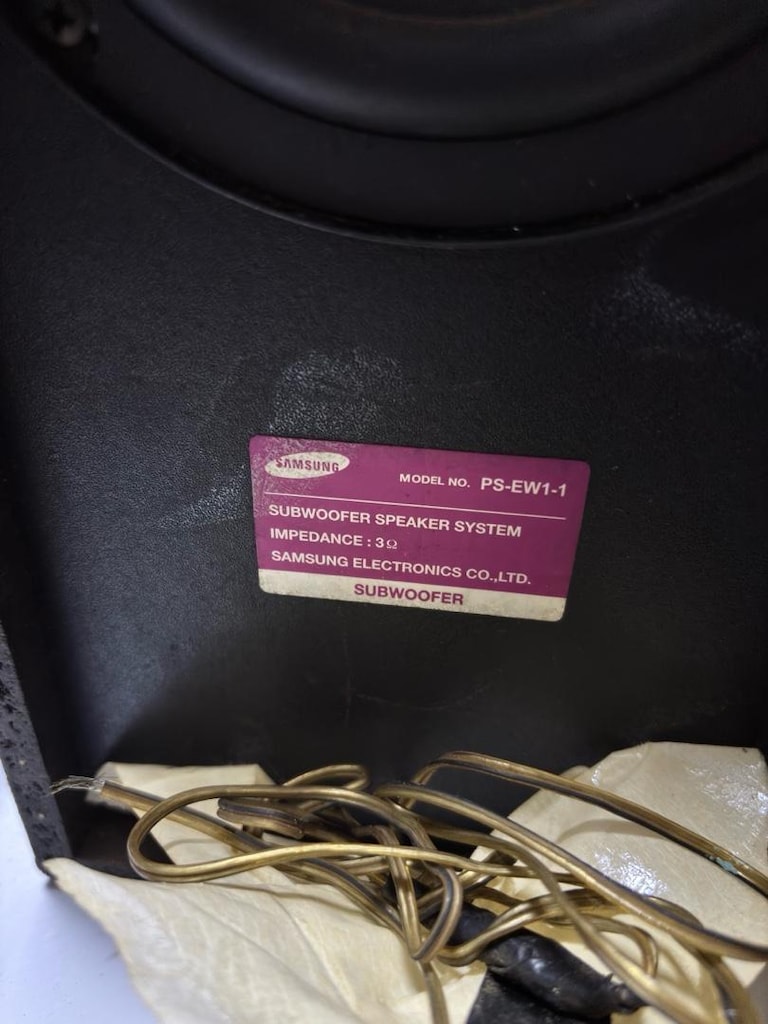 SAMSUNG
MODEL NO. PS-EW1-1
SUBWOOFER SPEAKER SYSTEM
IMPEDANCE : 3Ω
SAMSUNG ELECTRONICS CO.,LTD.
SUBWOOFER